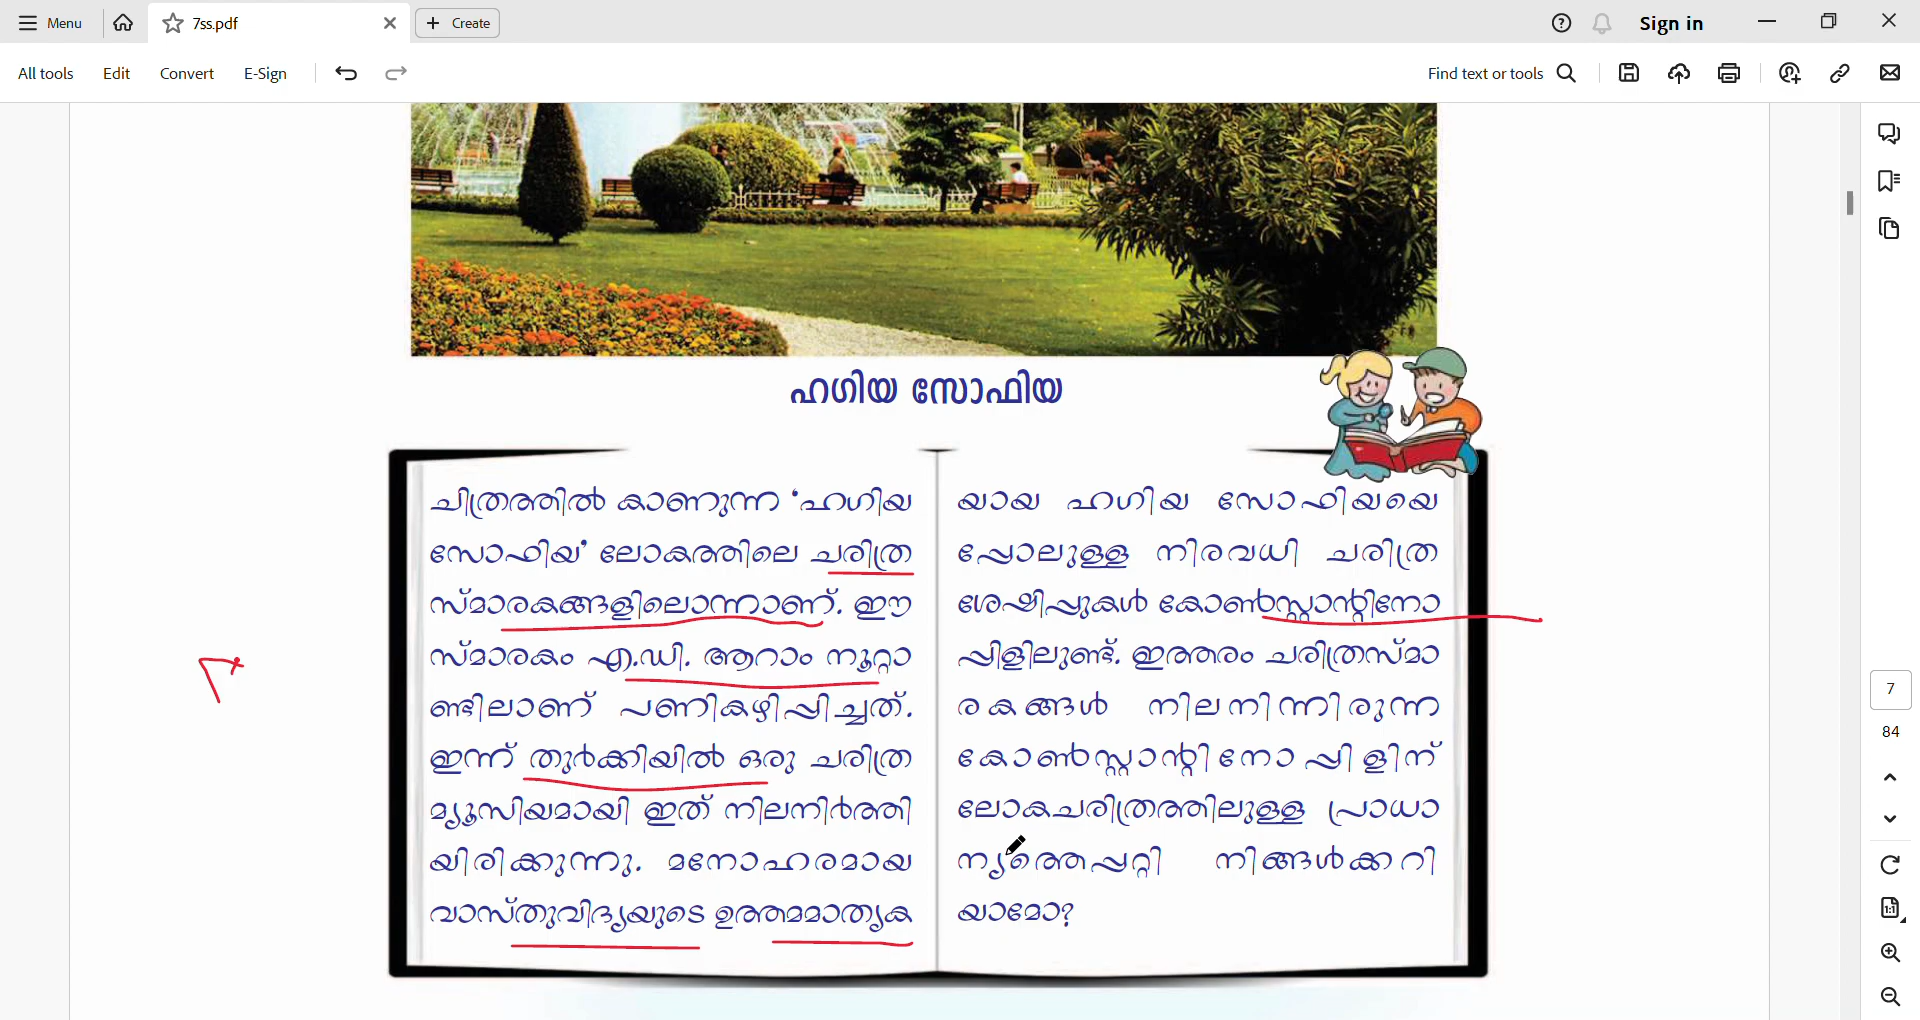 Menu
7ss.pdf
Create
Sign in
All tools
Edit
Convert
E-Sign
Find text or tools
ഹഗിയ സോഫിയ
ചിത്രത്തിൽ കാണുന്ന ‘ഹഗിയ
സോഫിയ’ ലോകത്തിലെ ചരിത്ര
സ്മാരകങ്ങളിലൊന്നാണ്. ഈ
സ്മാരകം എ.ഡി. ആറാം നൂറ്റാ
ണ്ടിലാണ് പണികഴിപ്പിച്ചത്.
ഇന്ന് തുർക്കിയിൽ ഒരു ചരിത്ര
മ്യൂസിയമായി ഇത് നിലനിർത്തി
യിരിക്കുന്നു. മനോഹരമായ
വാസ്തുവിദ്യയുടെ ഉത്തമമാതൃക
യായ ഹഗിയ സോഫിയയെ
പ്പോലുള്ള നിരവധി ചരിത്ര
ശേഷിപ്പുകൾ കോൺസ്റ്റാന്റിനോ
പ്പിളിലുണ്ട്. ഇത്തരം ചരിത്രസ്മാ
രകങ്ങൾ നിലനിന്നിരുന്ന
കോൺസ്റ്റാന്റിനോപ്പിളിന്
ലോകചരിത്രത്തിലുള്ള പ്രാധാ
ന്യത്തെപ്പറ്റി നിങ്ങൾക്കറി
യാമോ?
7
84
1:1